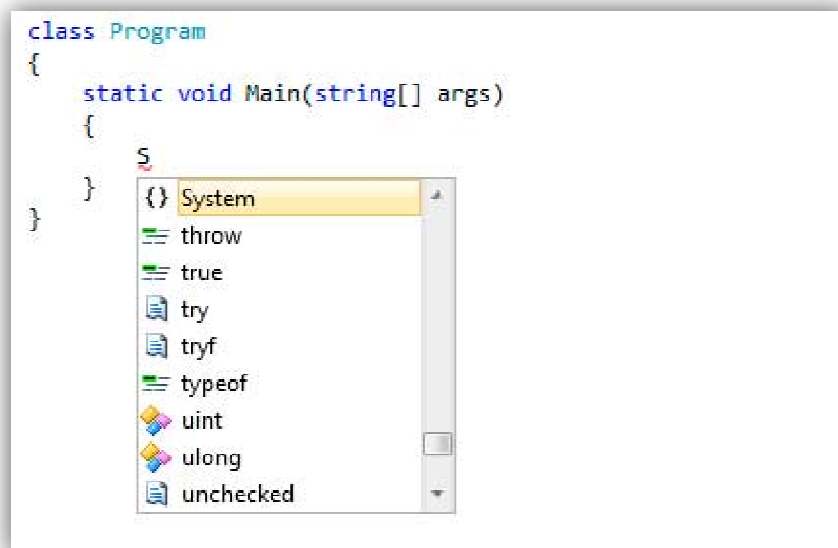 class Program
{
static void Main(string[] args)
{
S
}
}
{} System
throw
true
try
tryf
typeof
uint
ulong
unchecked